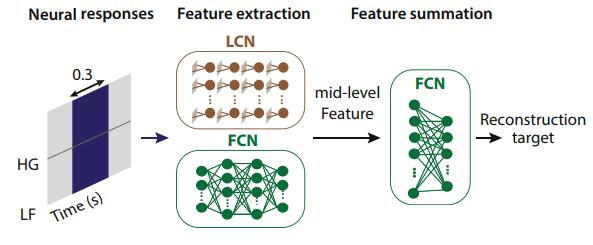 Neural responses
Feature extraction
Feature summation
LCN
0.3
FCN
mid-level
Feature
FCN
Reconstruction
target
HG
LF
Time (s)